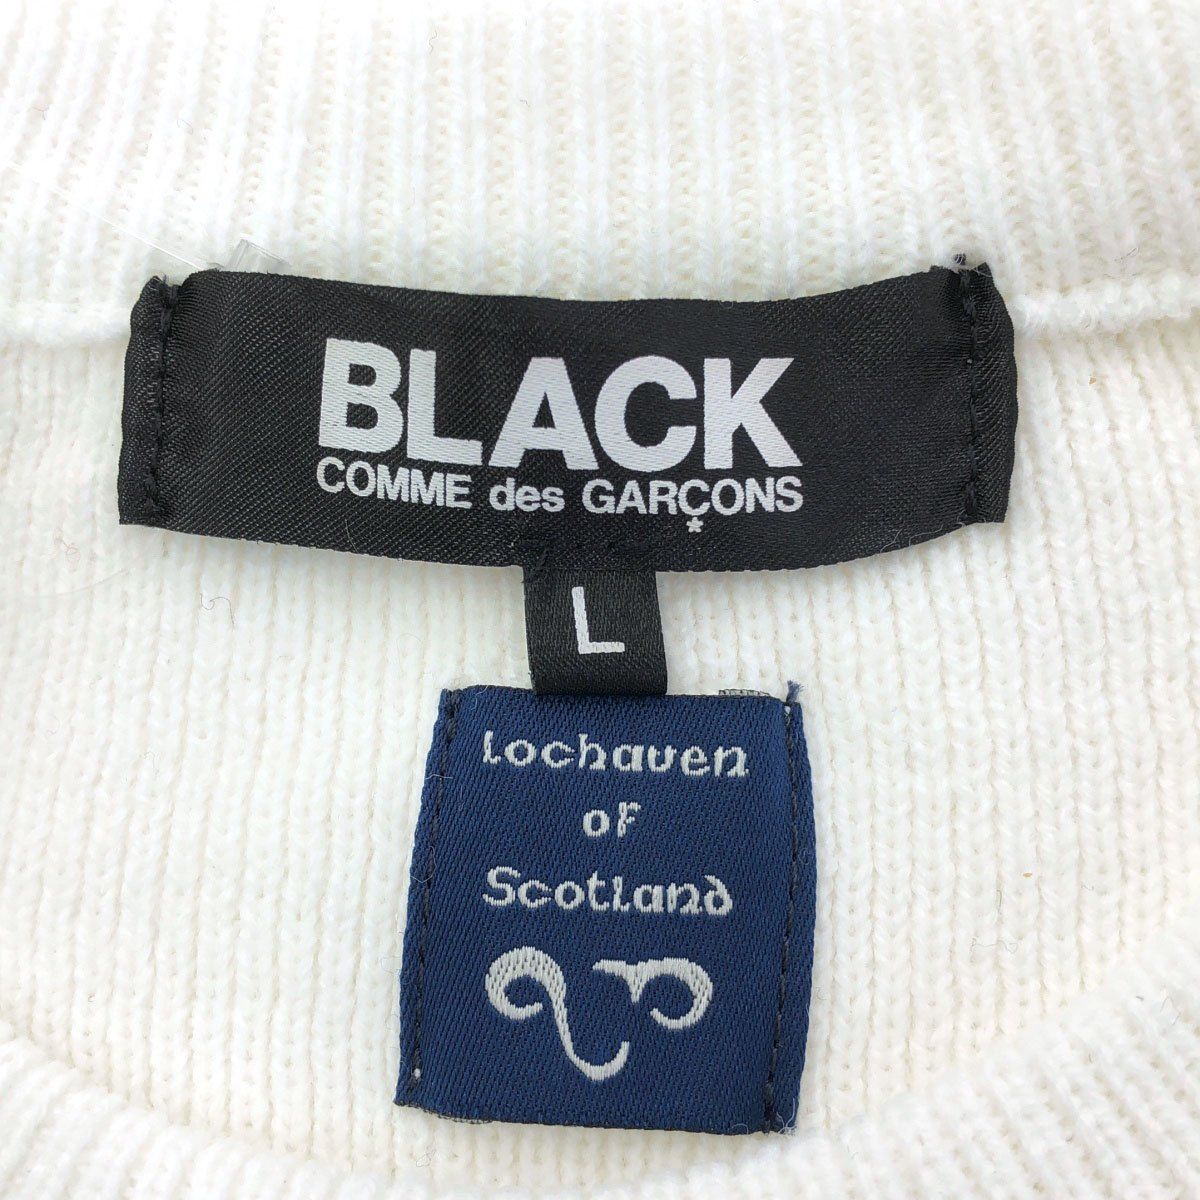 BLACK
COMME des GARÇONS
*
L
Lochaven
of
Scotland